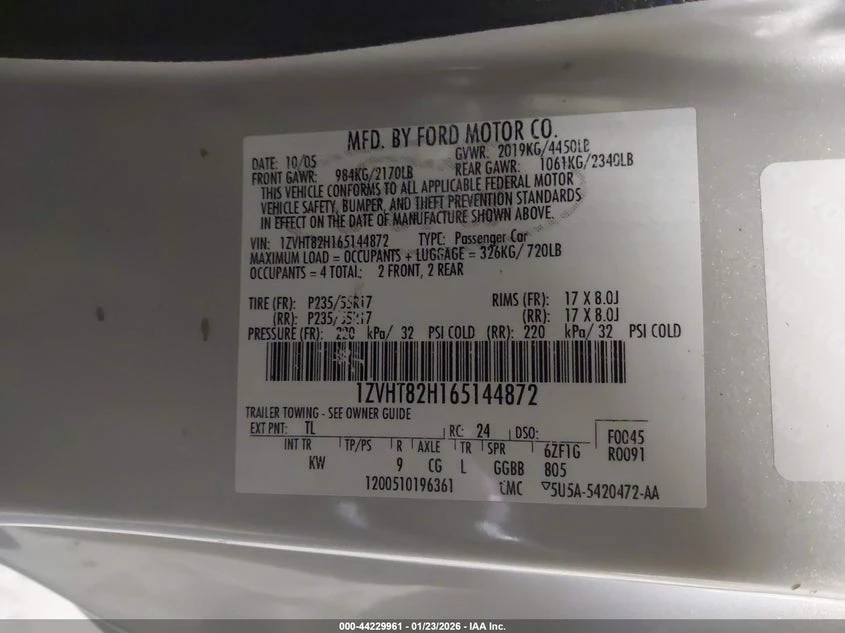 MFD. BY FORD MOTOR CO.
DATE: 10/05 GVWR: 2019KG/4450LB
FRONT GAWR: 984KG/2170LB REAR GAWR: 1061KG/2340LB
THIS VEHICLE CONFORMS TO ALL APPLICABLE FEDERAL MOTOR
VEHICLE SAFETY, BUMPER, AND THEFT PREVENTION STANDARDS
IN EFFECT ON THE DATE OF MANUFACTURE SHOWN ABOVE.
VIN: 1ZVHT82H165144872 TYPE: Passenger Car
MAXIMUM LOAD = OCCUPANTS + LUGGAGE = 326KG/720LB
OCCUPANTS = 4 TOTAL: 2 FRONT, 2 REAR
TIRE (FR): P235/55R17 RIMS (FR): 17 X 8.0J
(RR): P235/55R17 (RR): 17 X 8.0J
PRESSURE (FR): 220 kPa/ 32 PSI COLD (RR): 220 kPa/ 32 PSI COLD
1ZVHT82H165144872
TRAILER TOWING - SEE OWNER GUIDE
EXT PNT: TL RC: 24 DSO: F0045
INT TR TP/PS R AXLE TR SPR 6ZF1G R0091
KW 9 CG L GGBB 805
1200510196361 CMC 5U5A-5420472-AA
000-44229961 - 01/23/2026 - IAA Inc.